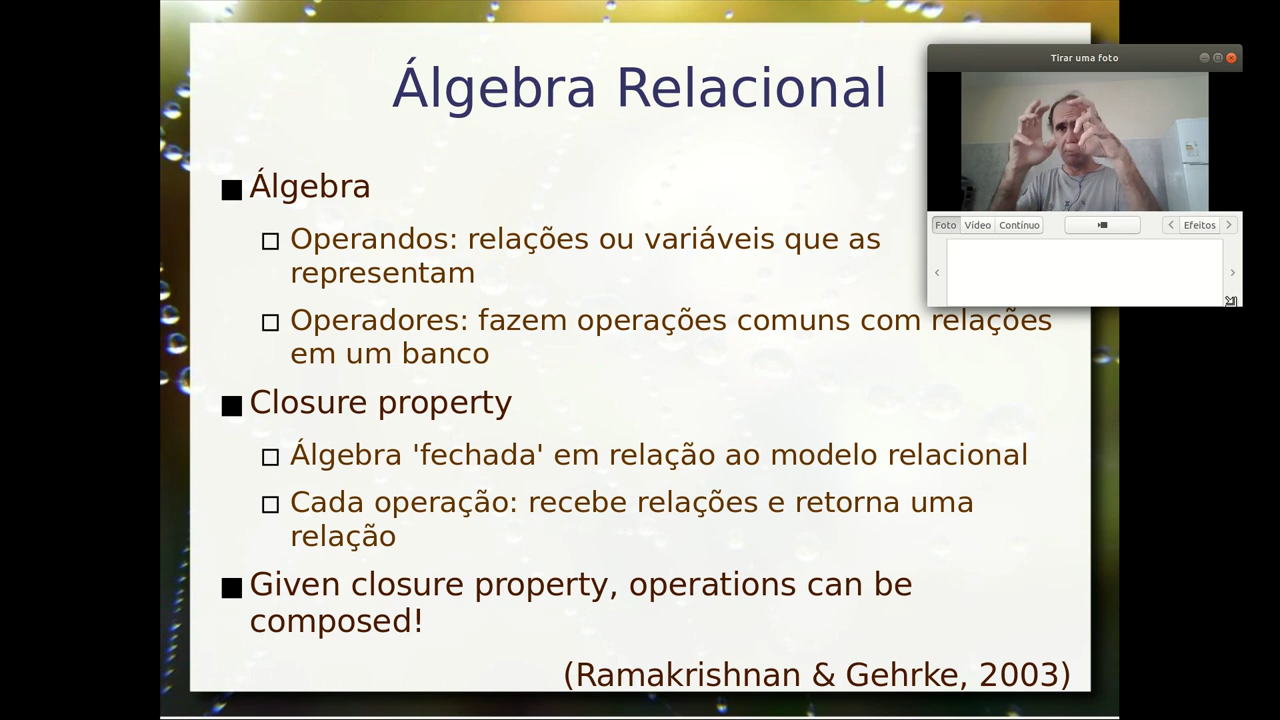 Álgebra Relacional
Tirar uma foto
Álgebra
Operandos: relações ou variáveis que as
representam
Foto Vídeo Contínuo Efeitos
Operadores: fazem operações comuns com relações
em um banco
Closure property
Álgebra 'fechada' em relação ao modelo relacional
Cada operação: recebe relações e retorna uma
relação
Given closure property, operations can be
composed!
(Ramakrishnan & Gehrke, 2003)